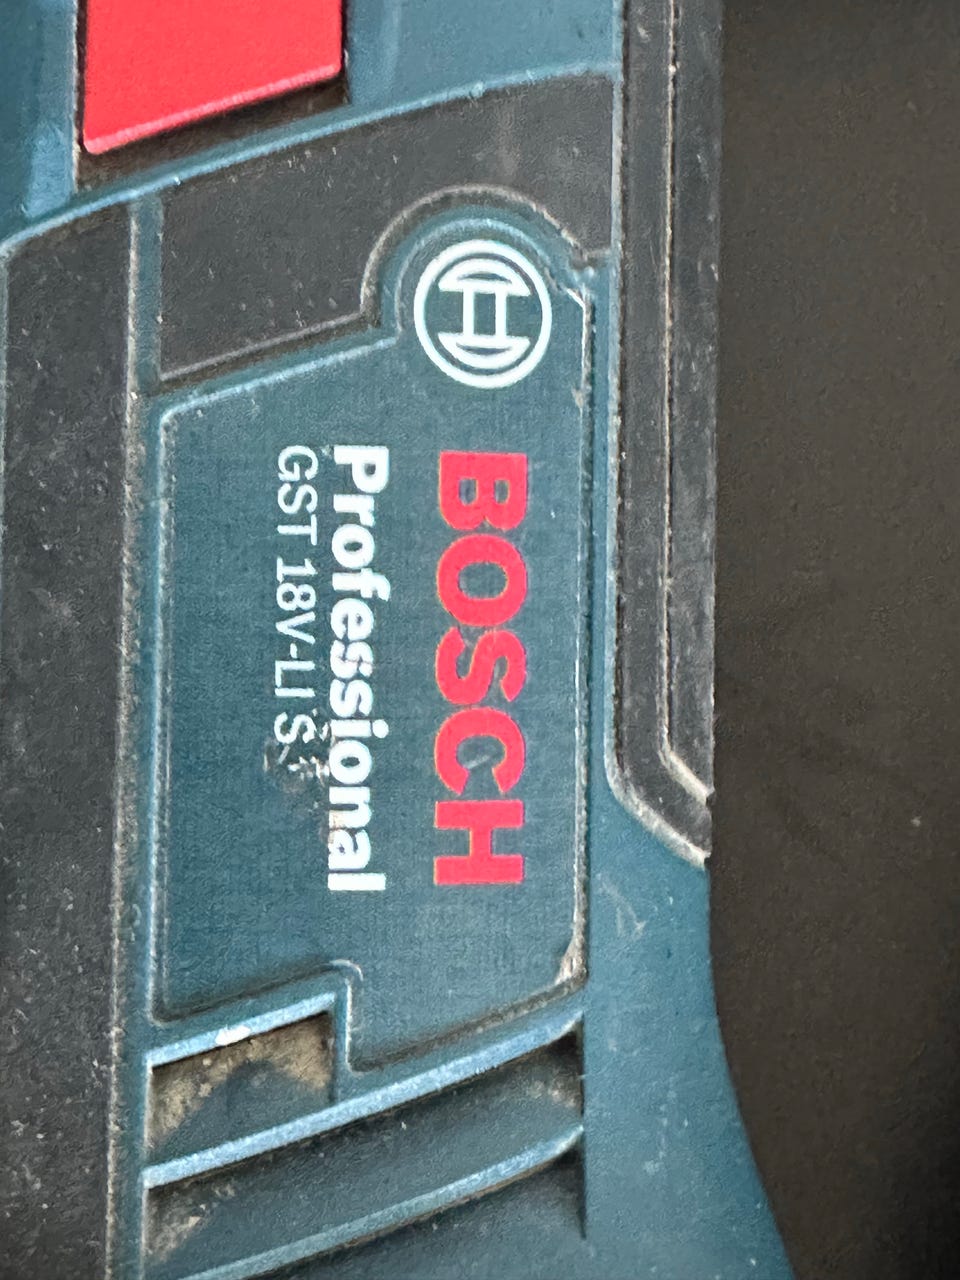 BOSCH
Professional
GST 18V-LI S